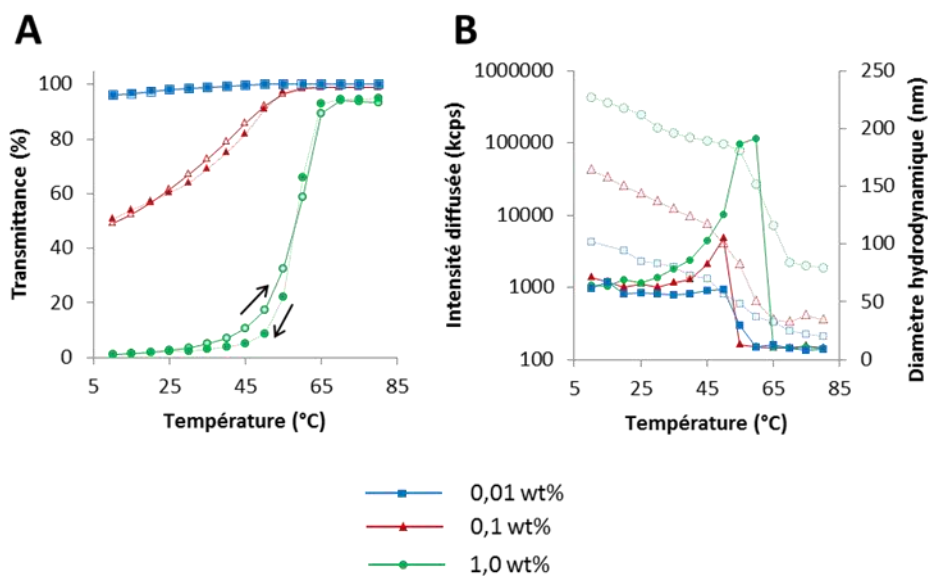 A
B
Transmittance (%)
100
80
60
40
20
0
5
25
45
65
85
Température (°C)
Intensité diffusée (kcps)
1000000
100000
10000
1000
100
250
200
150
100
50
0
Diamètre hydrodynamique (nm)
5
25
45
65
85
Température (°C)
0,01 wt%
0,1 wt%
1,0 wt%